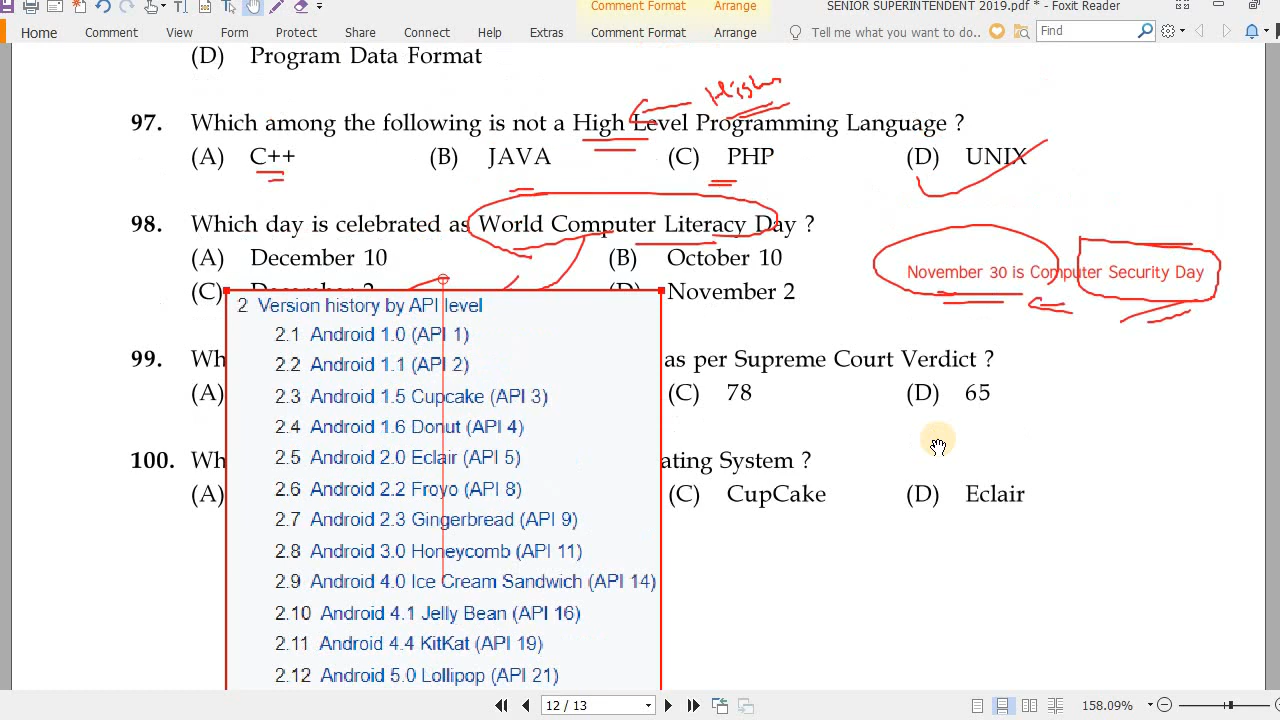 SENIOR SUPERINTENDENT 2019.pdf * - Foxit Reader
Comment Format Arrange
Home Comment View Form Protect Share Connect Help Extras Comment Format Arrange Tell me what you want to do... Find
(D) Program Data Format
97. Which among the following is not a High Level Programming Language ?
(A) C++ (B) JAVA (C) PHP (D) UNIX
98. Which day is celebrated as World Computer Literacy Day ?
(A) December 10 (B) October 10
November 30 is Computer Security Day
(C) December 2 (D) November 2
2 Version history by API level
2.1 Android 1.0 (API 1)
99. Wh as per Supreme Court Verdict ?
2.2 Android 1.1 (API 2)
(A) (C) 78 (D) 65
2.3 Android 1.5 Cupcake (API 3)
2.4 Android 1.6 Donut (API 4)
100. Wh ating System ?
2.5 Android 2.0 Eclair (API 5)
2.6 Android 2.2 Froyo (API 8)
(A) (C) CupCake (D) Eclair
2.7 Android 2.3 Gingerbread (API 9)
2.8 Android 3.0 Honeycomb (API 11)
2.9 Android 4.0 Ice Cream Sandwich (API 14)
2.10 Android 4.1 Jelly Bean (API 16)
2.11 Android 4.4 KitKat (API 19)
2.12 Android 5.0 Lollipop (API 21)
12 / 13 158.09%